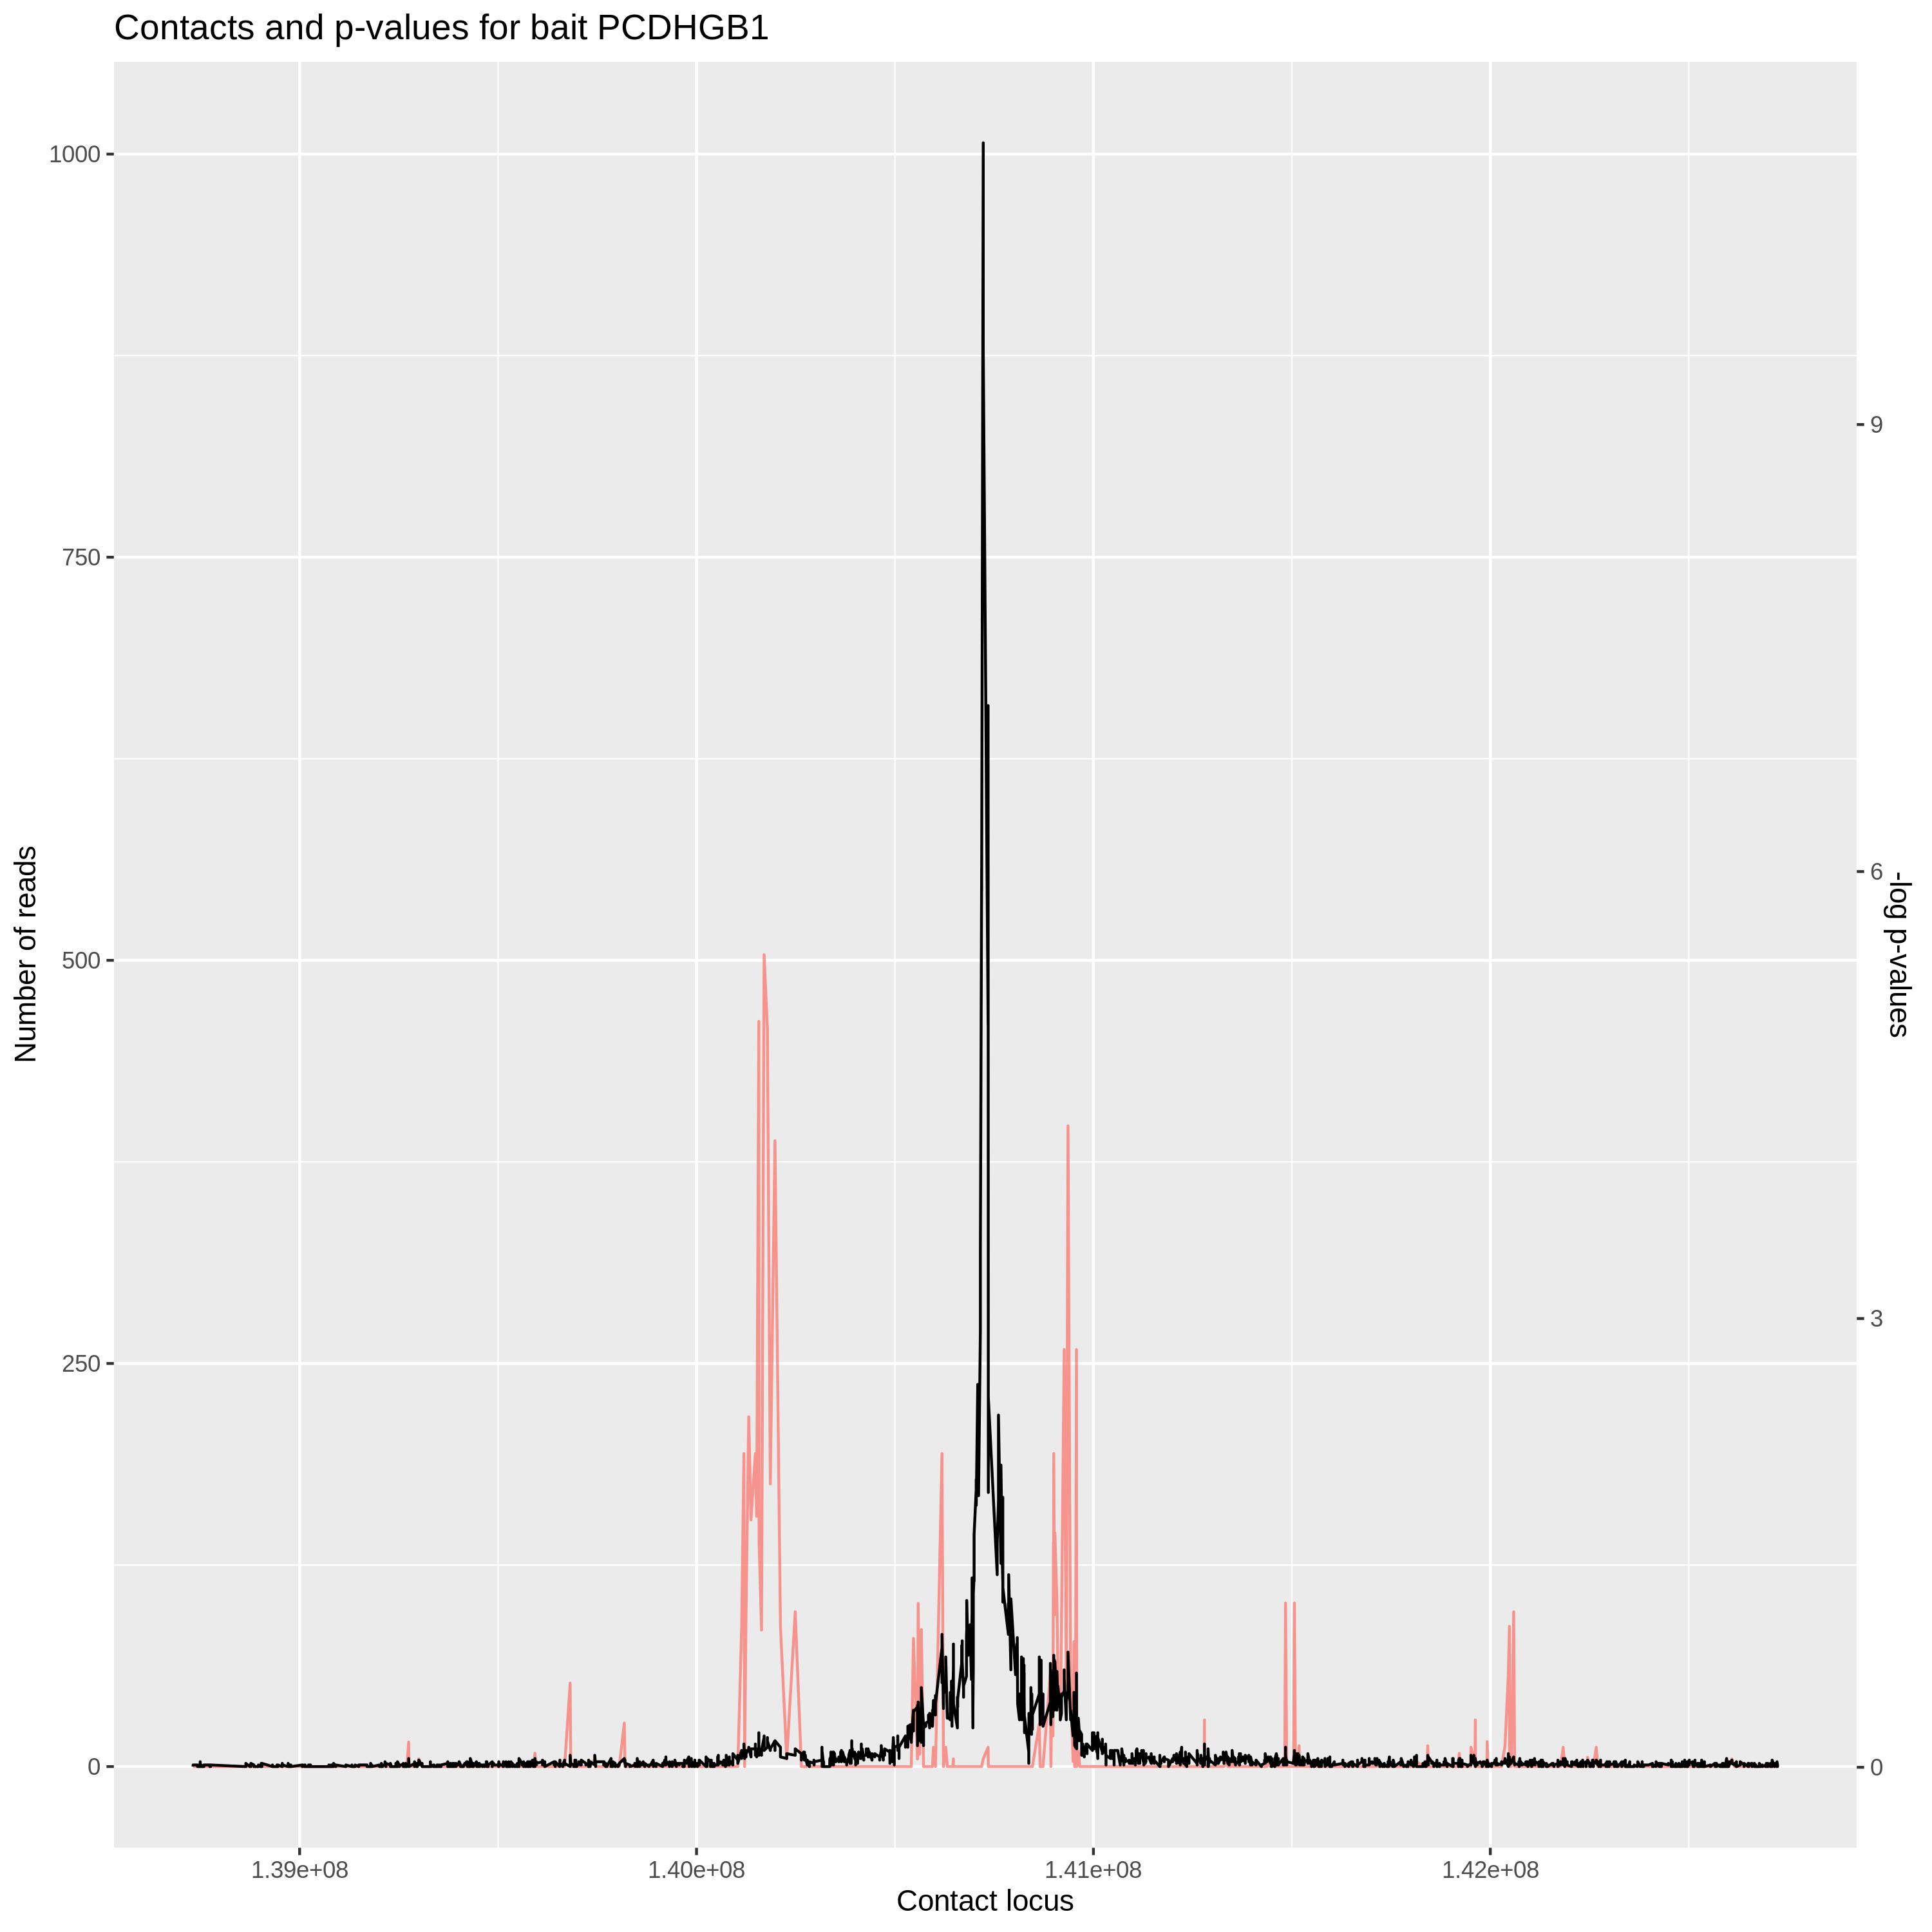 Contacts and p-values for bait PCDHGB1
1000
750
500
250
0
Number of reads
9
6
3
0
-log p-values
1.39e+08
1.40e+08
1.41e+08
1.42e+08
Contact locus